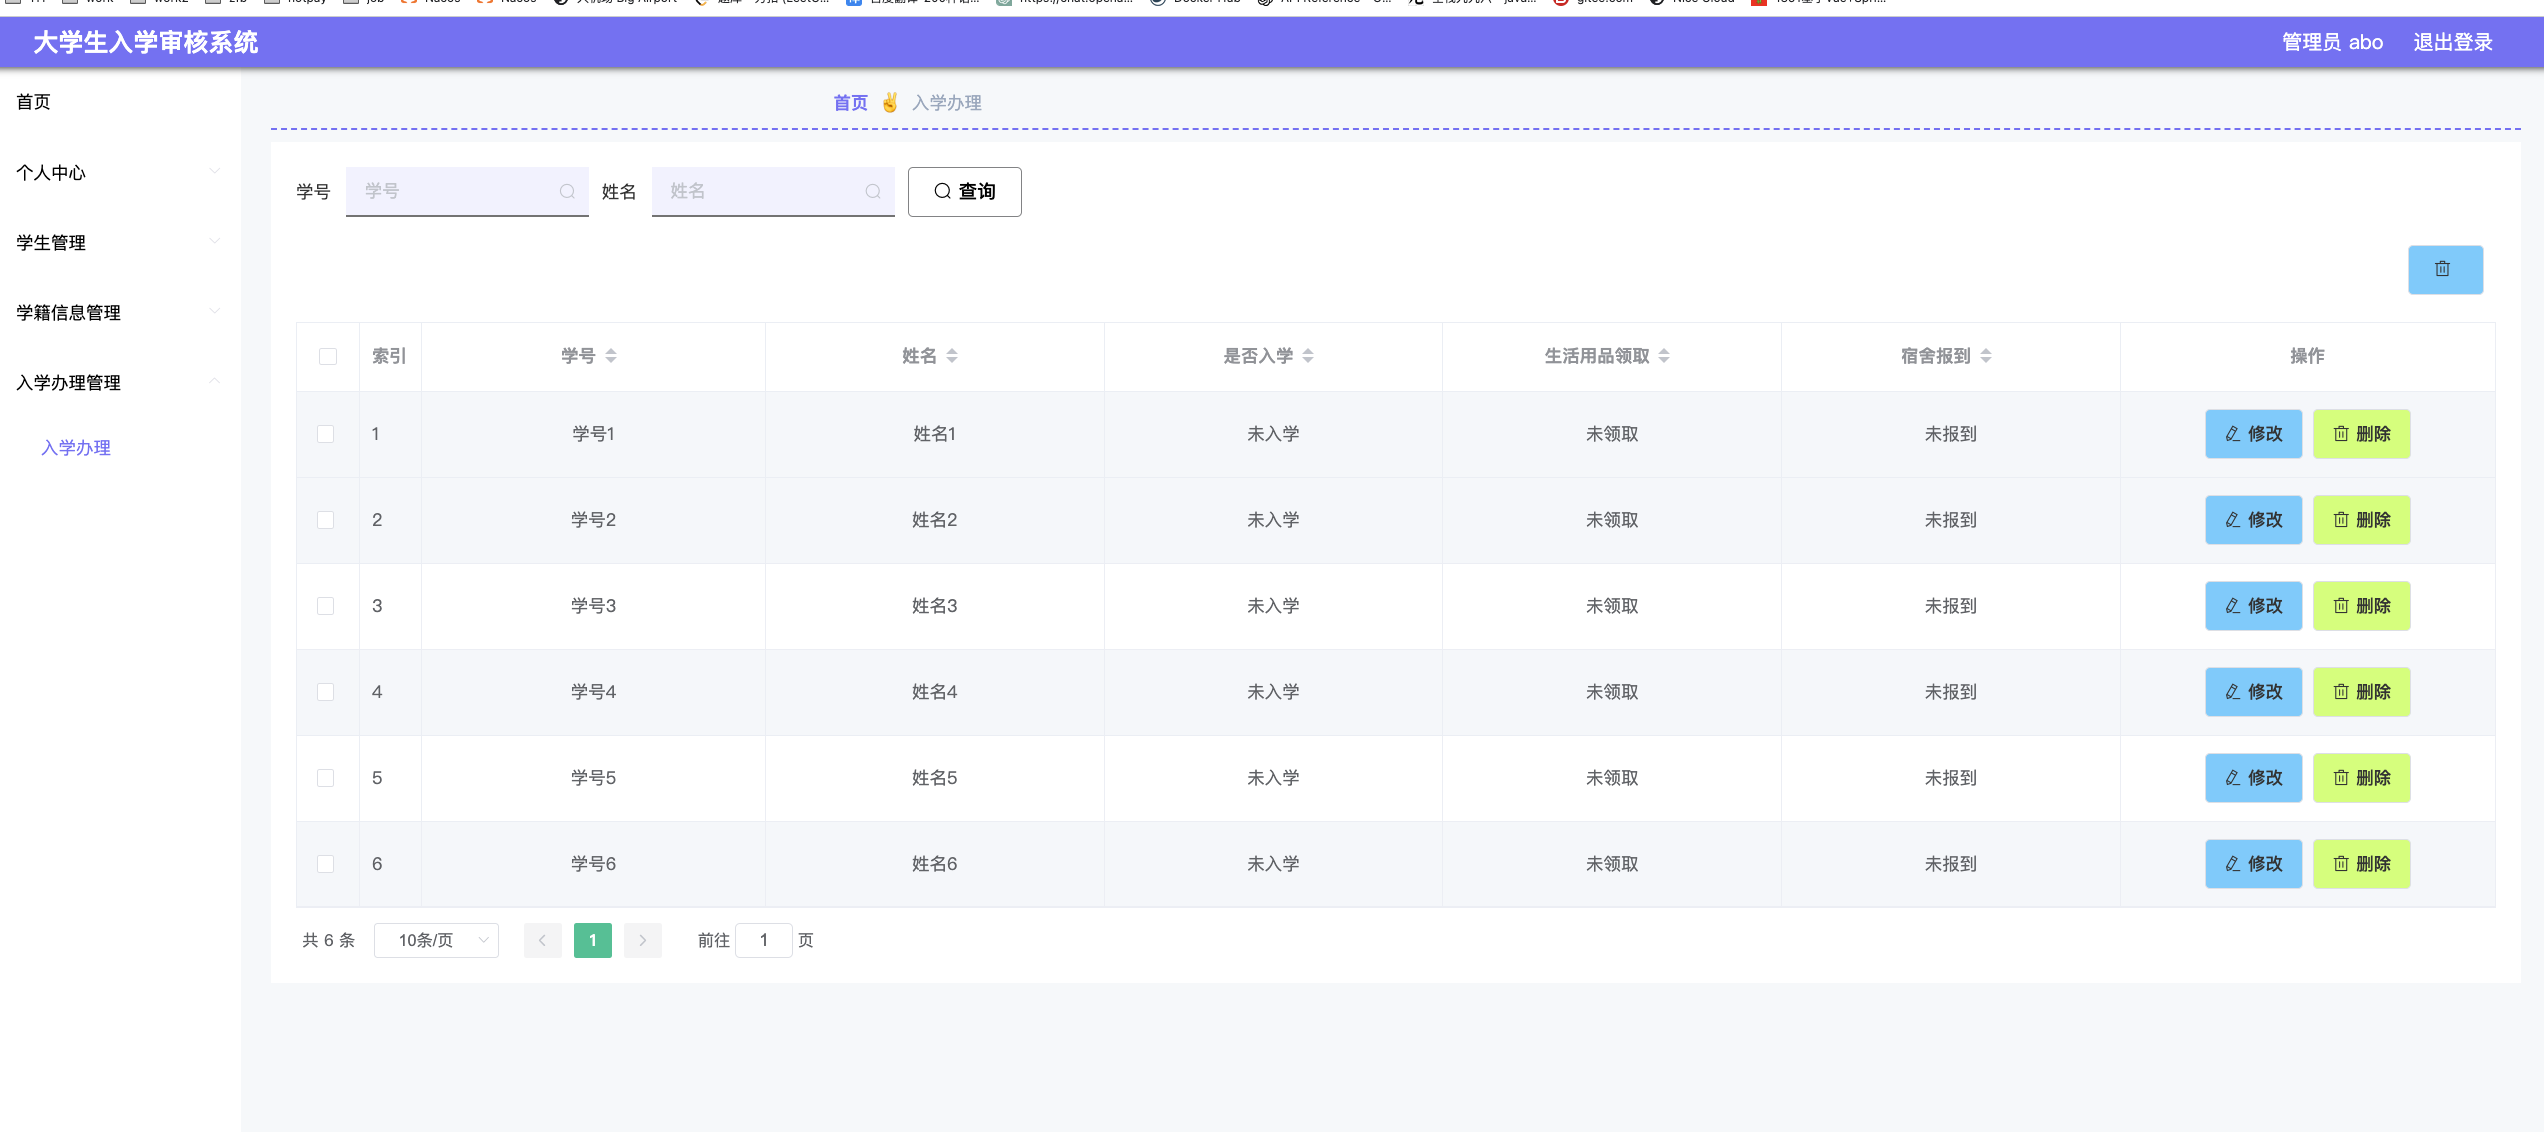 大学生入学审核系统
管理员 abo 退出登录
首页
个人中心
学生管理
学籍信息管理
入学办理管理
入学办理
首页 ✌ 入学办理
学号 学号 姓名 姓名 查询
索引 学号 姓名 是否入学 生活用品领取 宿舍报到 操作
1 学号1 姓名1 未入学 未领取 未报到 修改 删除
2 学号2 姓名2 未入学 未领取 未报到 修改 删除
3 学号3 姓名3 未入学 未领取 未报到 修改 删除
4 学号4 姓名4 未入学 未领取 未报到 修改 删除
5 学号5 姓名5 未入学 未领取 未报到 修改 删除
6 学号6 姓名6 未入学 未领取 未报到 修改 删除
共 6 条 10条/页 1 前往 1 页